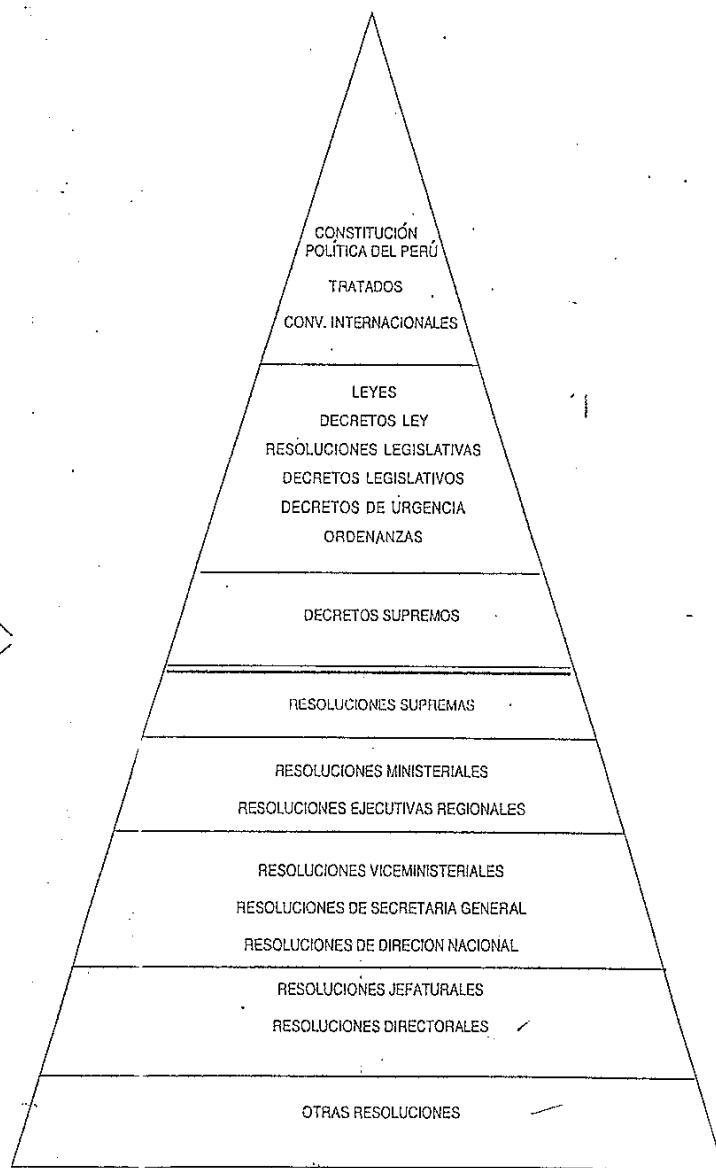 CONSTITUCIÓN
POLÍTICA DEL PERÚ
TRATADOS
CONV. INTERNACIONALES
LEYES
DECRETOS LEY
RESOLUCIONES LEGISLATIVAS
DECRETOS LEGISLATIVOS
DECRETOS DE URGENCIA
ORDENANZAS
DECRETOS SUPREMOS
RESOLUCIONES SUPREMAS
RESOLUCIONES MINISTERIALES
RESOLUCIONES EJECUTIVAS REGIONALES
RESOLUCIONES VICEMINISTERIALES
RESOLUCIONES DE SECRETARIA GENERAL
RESOLUCIONES DE DIRECION NACIONAL
RESOLUCIONES JEFATURALES
RESOLUCIONES DIRECTORALES
OTRAS RESOLUCIONES